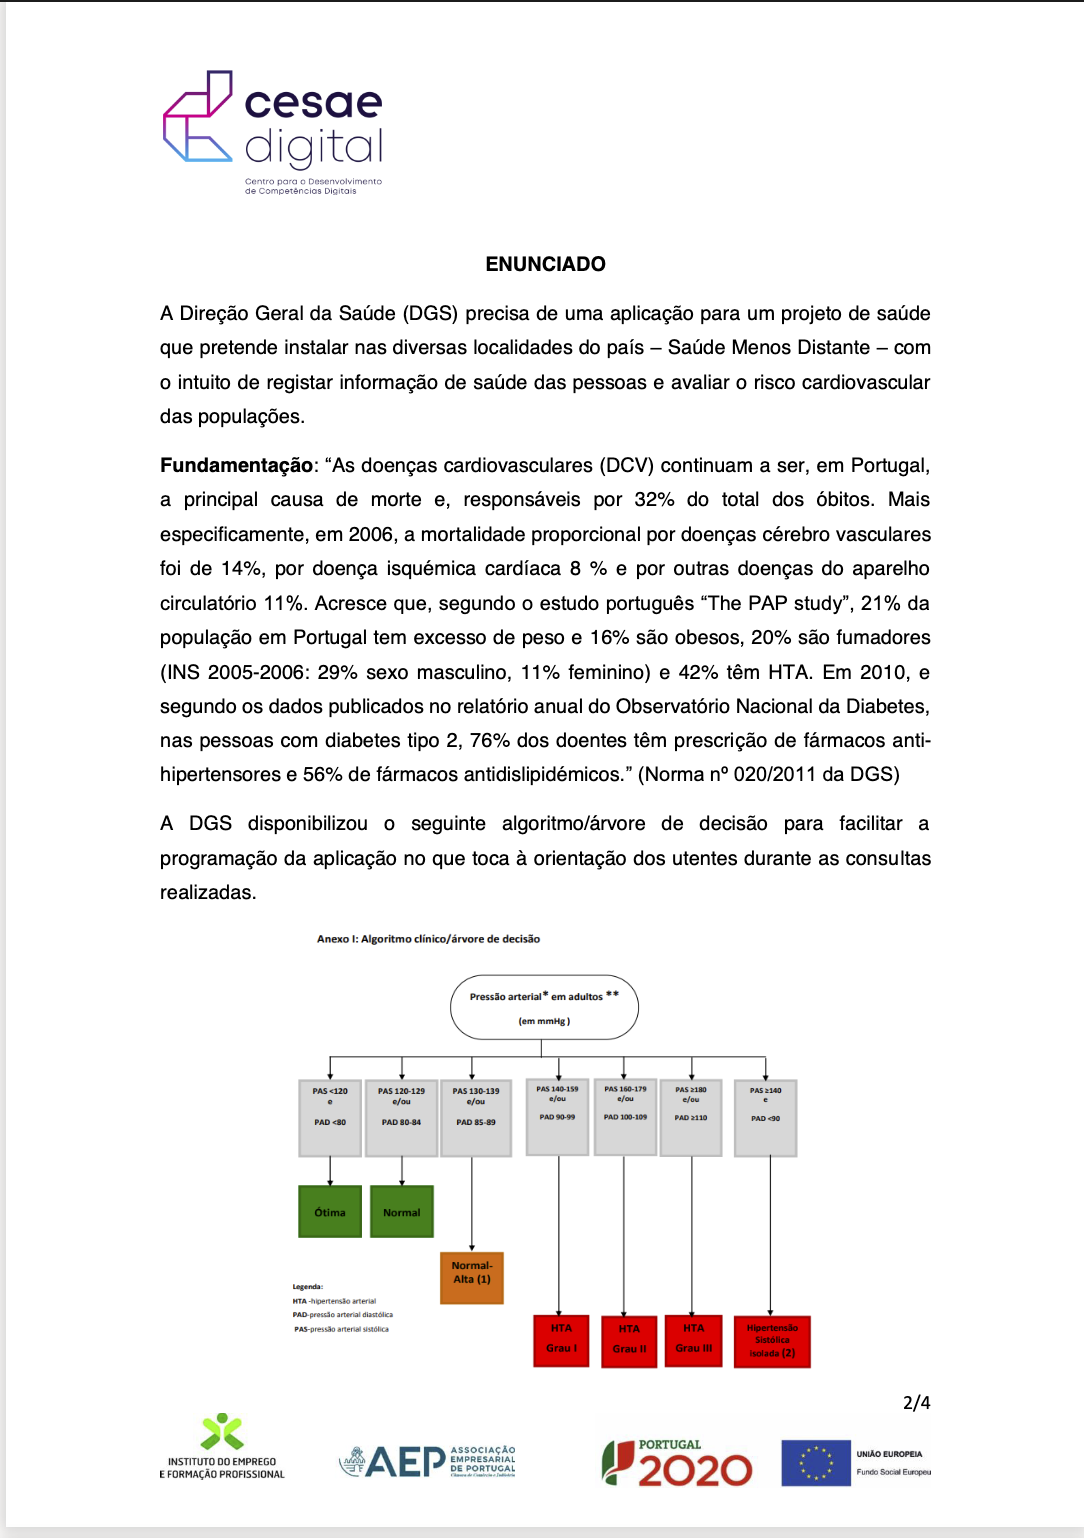 cesae
digital
Centro para o Desenvolvimento
de Competências Digitais
ENUNCIADO
A Direção Geral da Saúde (DGS) precisa de uma aplicação para um projeto de saúde
que pretende instalar nas diversas localidades do país – Saúde Menos Distante – com
o intuito de registar informação de saúde das pessoas e avaliar o risco cardiovascular
das populações.
Fundamentação: “As doenças cardiovasculares (DCV) continuam a ser, em Portugal,
a principal causa de morte e, responsáveis por 32% do total dos óbitos. Mais
especificamente, em 2006, a mortalidade proporcional por doenças cérebro vasculares
foi de 14%, por doença isquémica cardíaca 8 % e por outras doenças do aparelho
circulatório 11%. Acresce que, segundo o estudo português “The PAP study”, 21% da
população em Portugal tem excesso de peso e 16% são obesos, 20% são fumadores
(INS 2005-2006: 29% sexo masculino, 11% feminino) e 42% têm HTA. Em 2010, e
segundo os dados publicados no relatório anual do Observatório Nacional da Diabetes,
nas pessoas com diabetes tipo 2, 76% dos doentes têm prescrição de fármacos anti-
hipertensores e 56% de fármacos antidislipidémicos.” (Norma nº 020/2011 da DGS)
A DGS disponibilizou o seguinte algoritmo/árvore de decisão para facilitar a
programação da aplicação no que toca à orientação dos utentes durante as consultas
realizadas.
Anexo I: Algoritmo clínico/árvore de decisão
Pressão arterial* em adultos **
(em mmHg )
PAS <120
e
PAD <80
PAS 120-129
e/ou
PAD 80-84
PAS 130-139
e/ou
PAD 85-89
PAS 140-159
e/ou
PAD 90-99
PAS 160-179
e/ou
PAD 100-109
PAS ≥180
e/ou
PAD ≥110
PAS ≥140
e
PAD <90
Ótima
Normal
Normal-
Alta (1)
HTA
Grau I
HTA
Grau II
HTA
Grau III
Hipertensão
Sistólica
Isolada (2)
Legenda:
HTA -hipertensão arterial
PAD-pressão arterial diastólica
PAS-pressão arterial sistólica
2/4
INSTITUTO DO EMPREGO
E FORMAÇÃO PROFISSIONAL
AEP
ASSOCIAÇÃO
EMPRESARIAL
DE PORTUGAL
Câmara de Comércio e Indústria
PORTUGAL
2020
UNIÃO EUROPEIA
Fundo Social Europeu